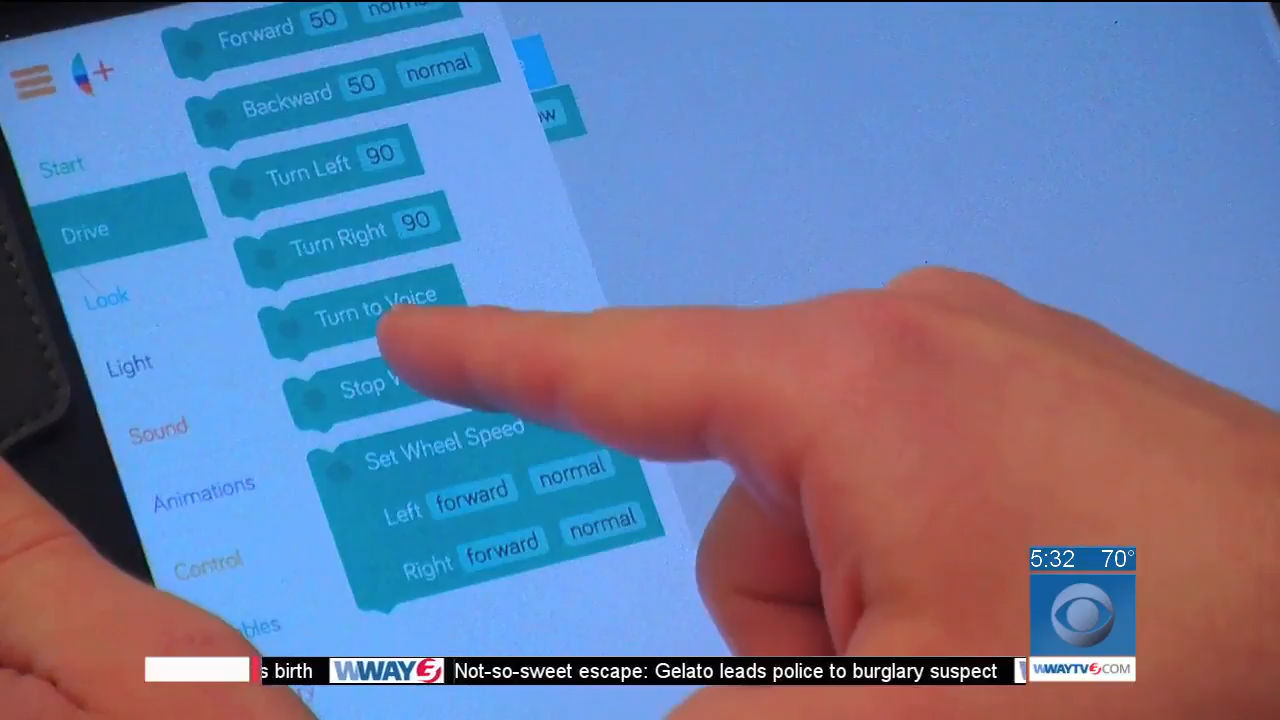 Forward 50 normal
Backward 50 normal
Turn Left 90
Turn Right 90
Turn to Voice
Stop
Set Wheel Speed
Left forward normal
Right forward normal
Start
Drive
Look
Light
Sound
Animations
Control
5:32 70°
s birth WWAY3 Not-so-sweet escape: Gelato leads police to burglary suspect
WWAYTV3.COM